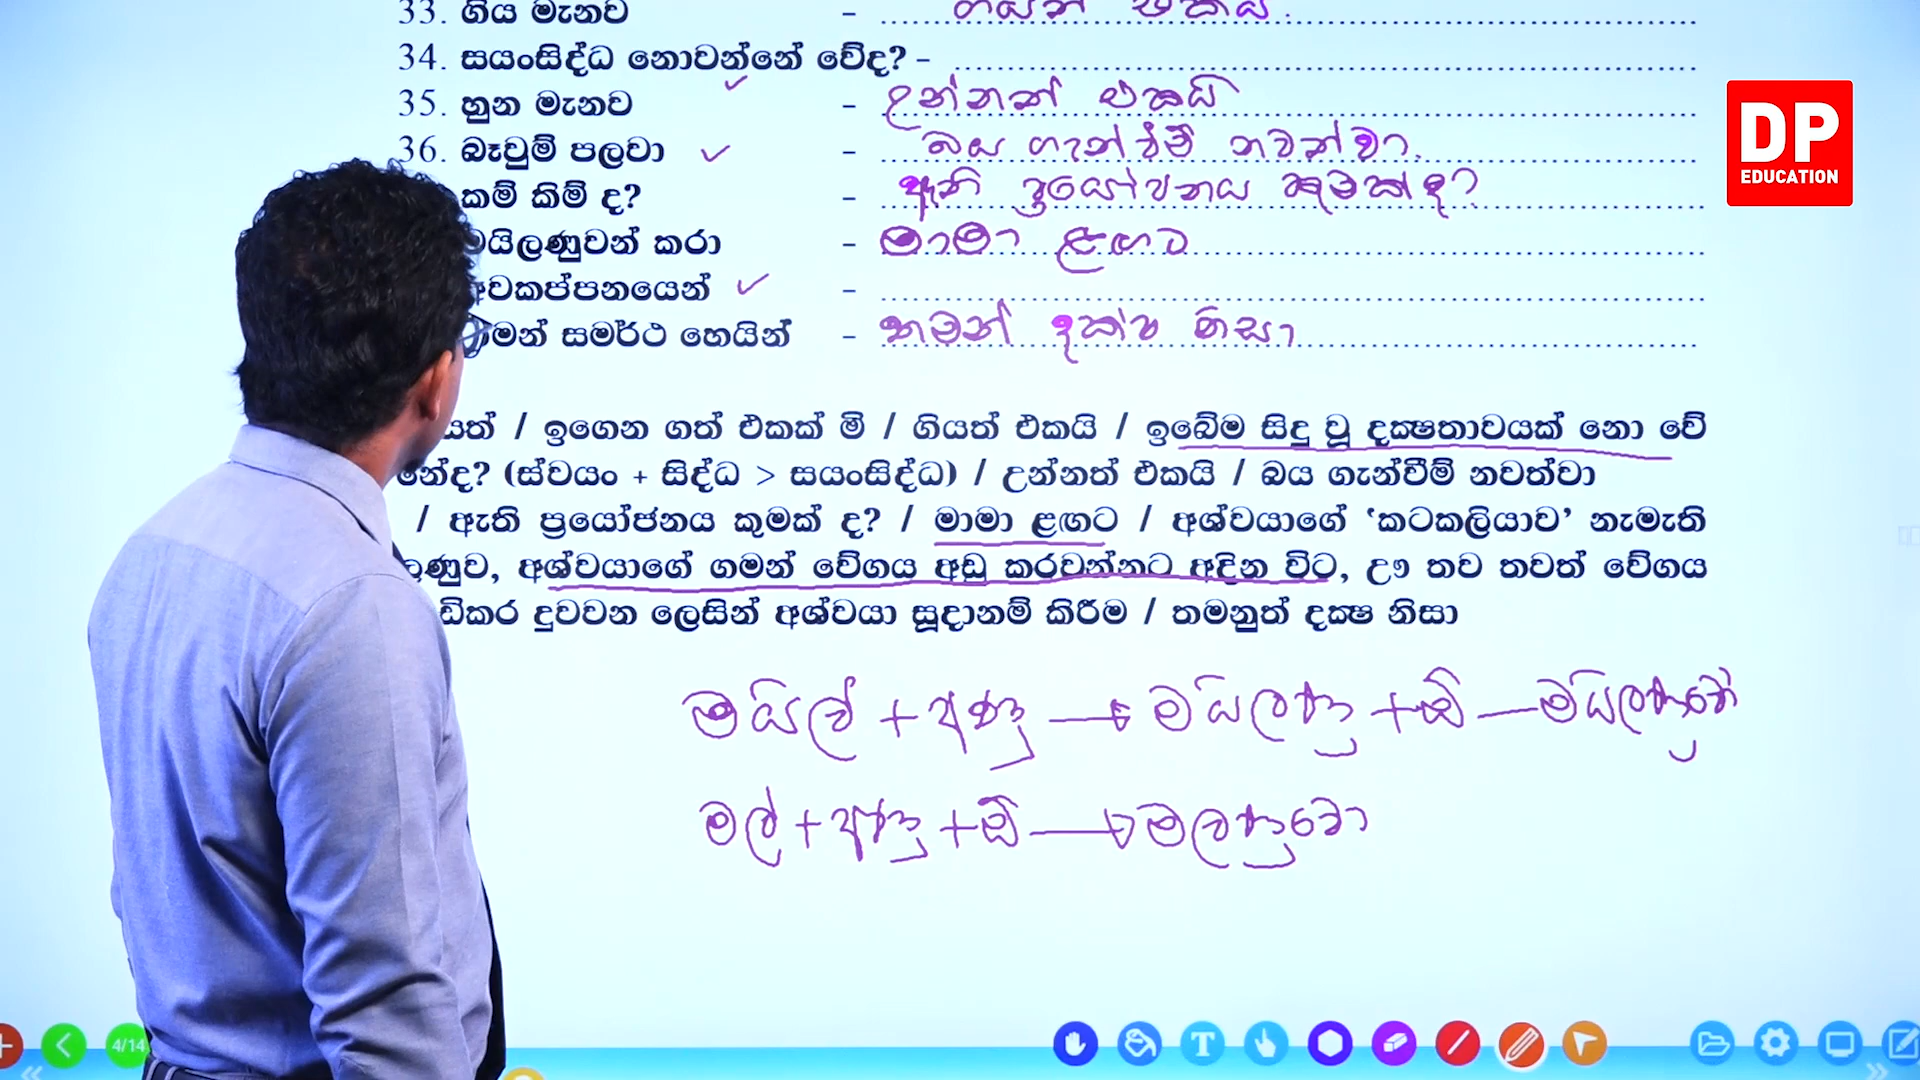 33. ගිය මැනව - ගියෙත් එකයි.
34. සයංසිද්ධ නොවන්නේ වේද? -
35. හුන මැනව - උන්නත් එකයි
36. බෑවුම් පලවා - බය ගැන්වීම් නවත්වා.
කම් කිම් ද? - ඇති ප්‍රයෝජනය කුමක් ද?
මයිලණුවන් කරා - මාමා ළඟට
අවකප්පනයෙන් -
තමන් සමර්ථ හෙයින් - තමන් දක්ෂ නිසා
DP
EDUCATION
යත් / ඉගෙන ගත් එකක් මි / ගියත් එකයි / ඉබේම සිදු වූ දක්‍ෂතාවයක් නො වේ
නේද? (ස්වයං + සිද්ධ > සයංසිද්ධ) / උන්නත් එකයි / බය ගැන්වීම් නවත්වා
/ ඇති ප්‍රයෝජනය කුමක් ද? / මාමා ළඟට / අශ්වයාගේ ‘කටකලියාව’ නැමැති
ලණුව, අශ්වයාගේ ගමන් වේගය අඩු කරවන්නට අදින විට, ඌ තව තවත් වේගය
ඩිකර දුවවන ලෙසින් අශ්වයා සූදානම් කිරීම / තමනුත් දක්‍ෂ නිසා
මයිල් + අණු → මයිලණු + ඕ — මයිලණුවෝ
මල් + අණු + ඕ → මලණුවෝ
4/14